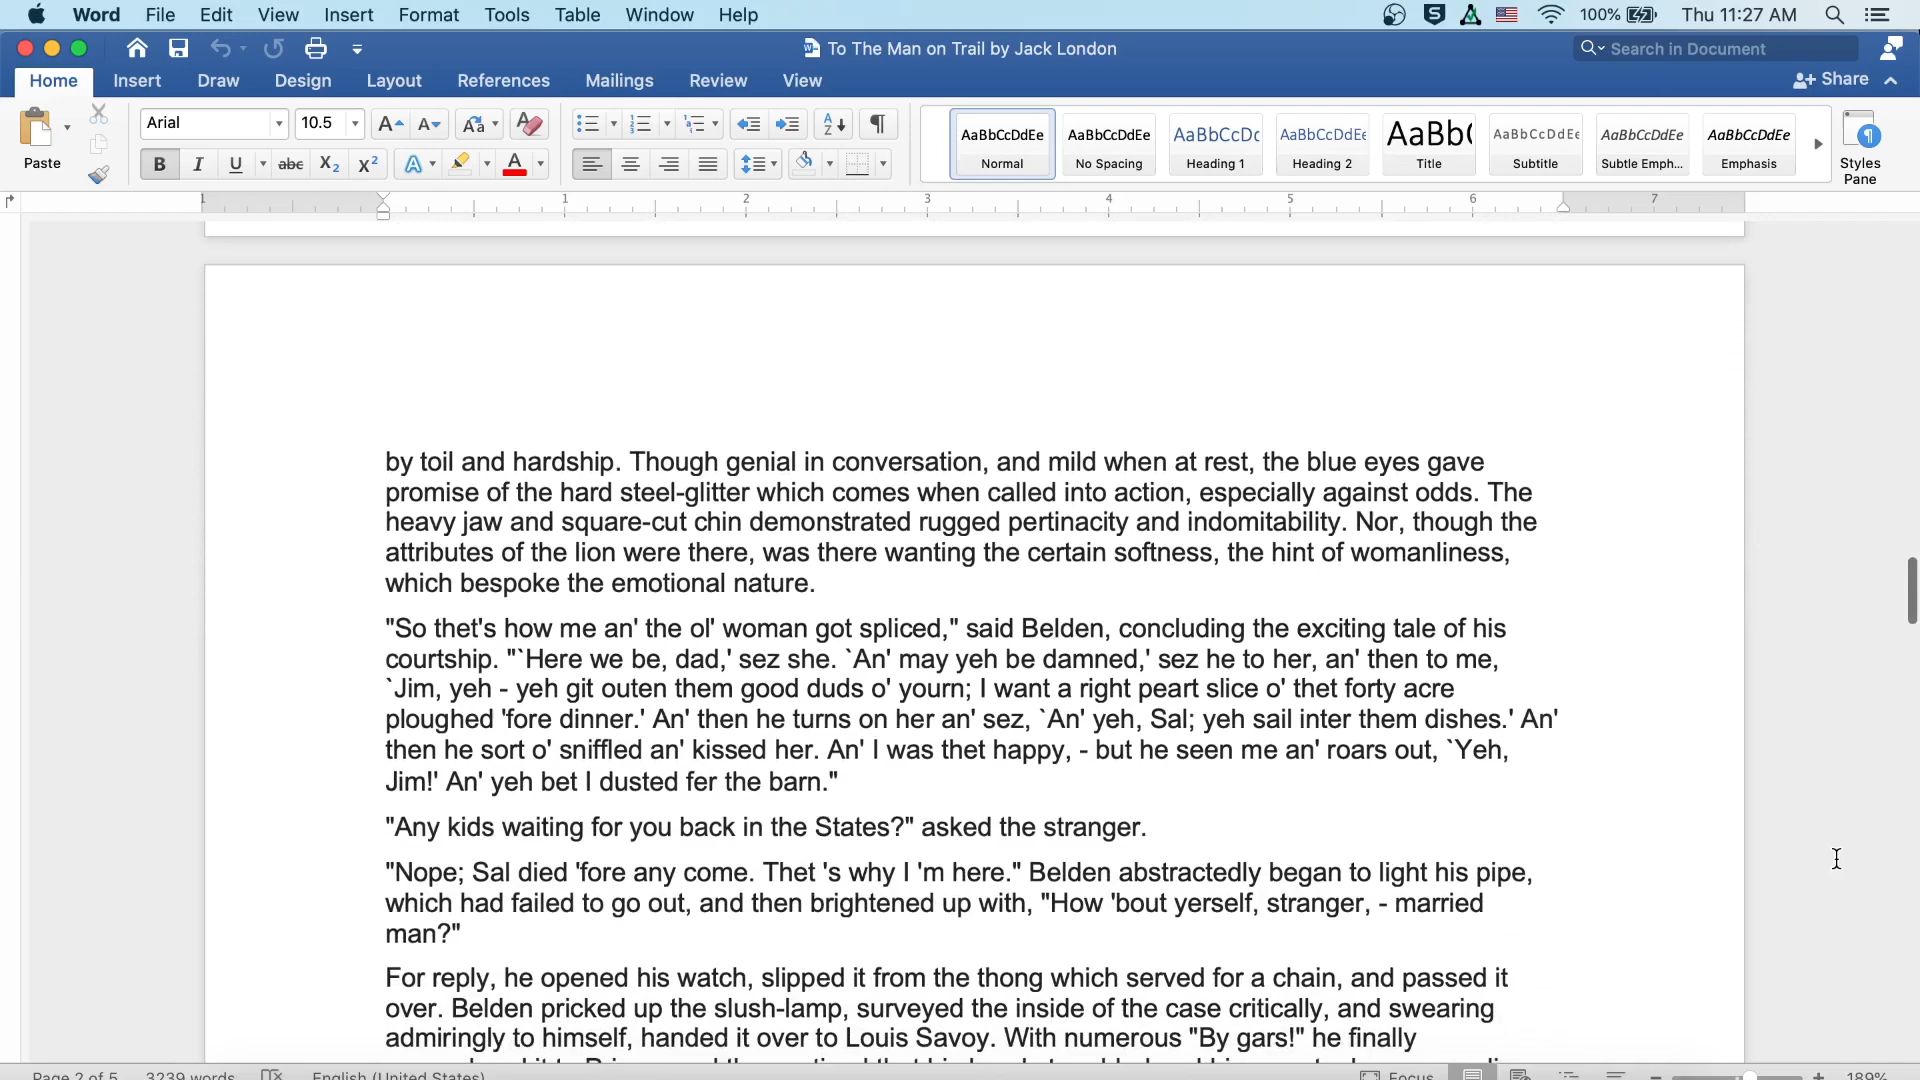 Word File Edit View Insert Format Tools Table Window Help 100% Thu 11:27 AM
To The Man on Trail by Jack London Search in Document
Home Insert Draw Design Layout References Mailings Review View Share
Arial 10.5 Aa
Paste B I U abc X₂ X² A A
AaBbCcDdEe AaBbCcDdEe AaBbCcDc AaBbCcDdEe AaBb( AaBbCcDdEe AaBbCcDdEe AaBbCcDdEe
Normal No Spacing Heading 1 Heading 2 Title Subtitle Subtle Emph... Emphasis
Styles
Pane
1 1 2 3 4 5 6 7
by toil and hardship. Though genial in conversation, and mild when at rest, the blue eyes gave
promise of the hard steel-glitter which comes when called into action, especially against odds. The
heavy jaw and square-cut chin demonstrated rugged pertinacity and indomitability. Nor, though the
attributes of the lion were there, was there wanting the certain softness, the hint of womanliness,
which bespoke the emotional nature.
"So thet's how me an' the ol' woman got spliced," said Belden, concluding the exciting tale of his
courtship. "`Here we be, dad,' sez she. `An' may yeh be damned,' sez he to her, an' then to me,
`Jim, yeh - yeh git outen them good duds o' yourn; I want a right peart slice o' thet forty acre
ploughed 'fore dinner.' An' then he turns on her an' sez, `An' yeh, Sal; yeh sail inter them dishes.' An'
then he sort o' sniffled an' kissed her. An' I was thet happy, - but he seen me an' roars out, `Yeh,
Jim!' An' yeh bet I dusted fer the barn."
"Any kids waiting for you back in the States?" asked the stranger.
"Nope; Sal died 'fore any come. Thet 's why I 'm here." Belden abstractedly began to light his pipe,
which had failed to go out, and then brightened up with, "How 'bout yerself, stranger, - married
man?"
For reply, he opened his watch, slipped it from the thong which served for a chain, and passed it
over. Belden pricked up the slush-lamp, surveyed the inside of the case critically, and swearing
admiringly to himself, handed it over to Louis Savoy. With numerous "By gars!" he finally
Page 2 of 5 3239 words English (United States) Focus 189%